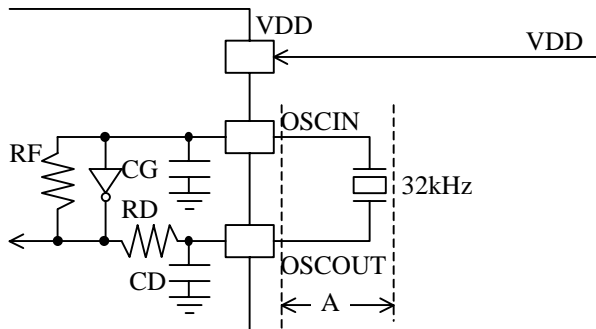 VDD
VDD
OSCIN
RF
CG
32kHz
RD
OSCOUT
CD
A